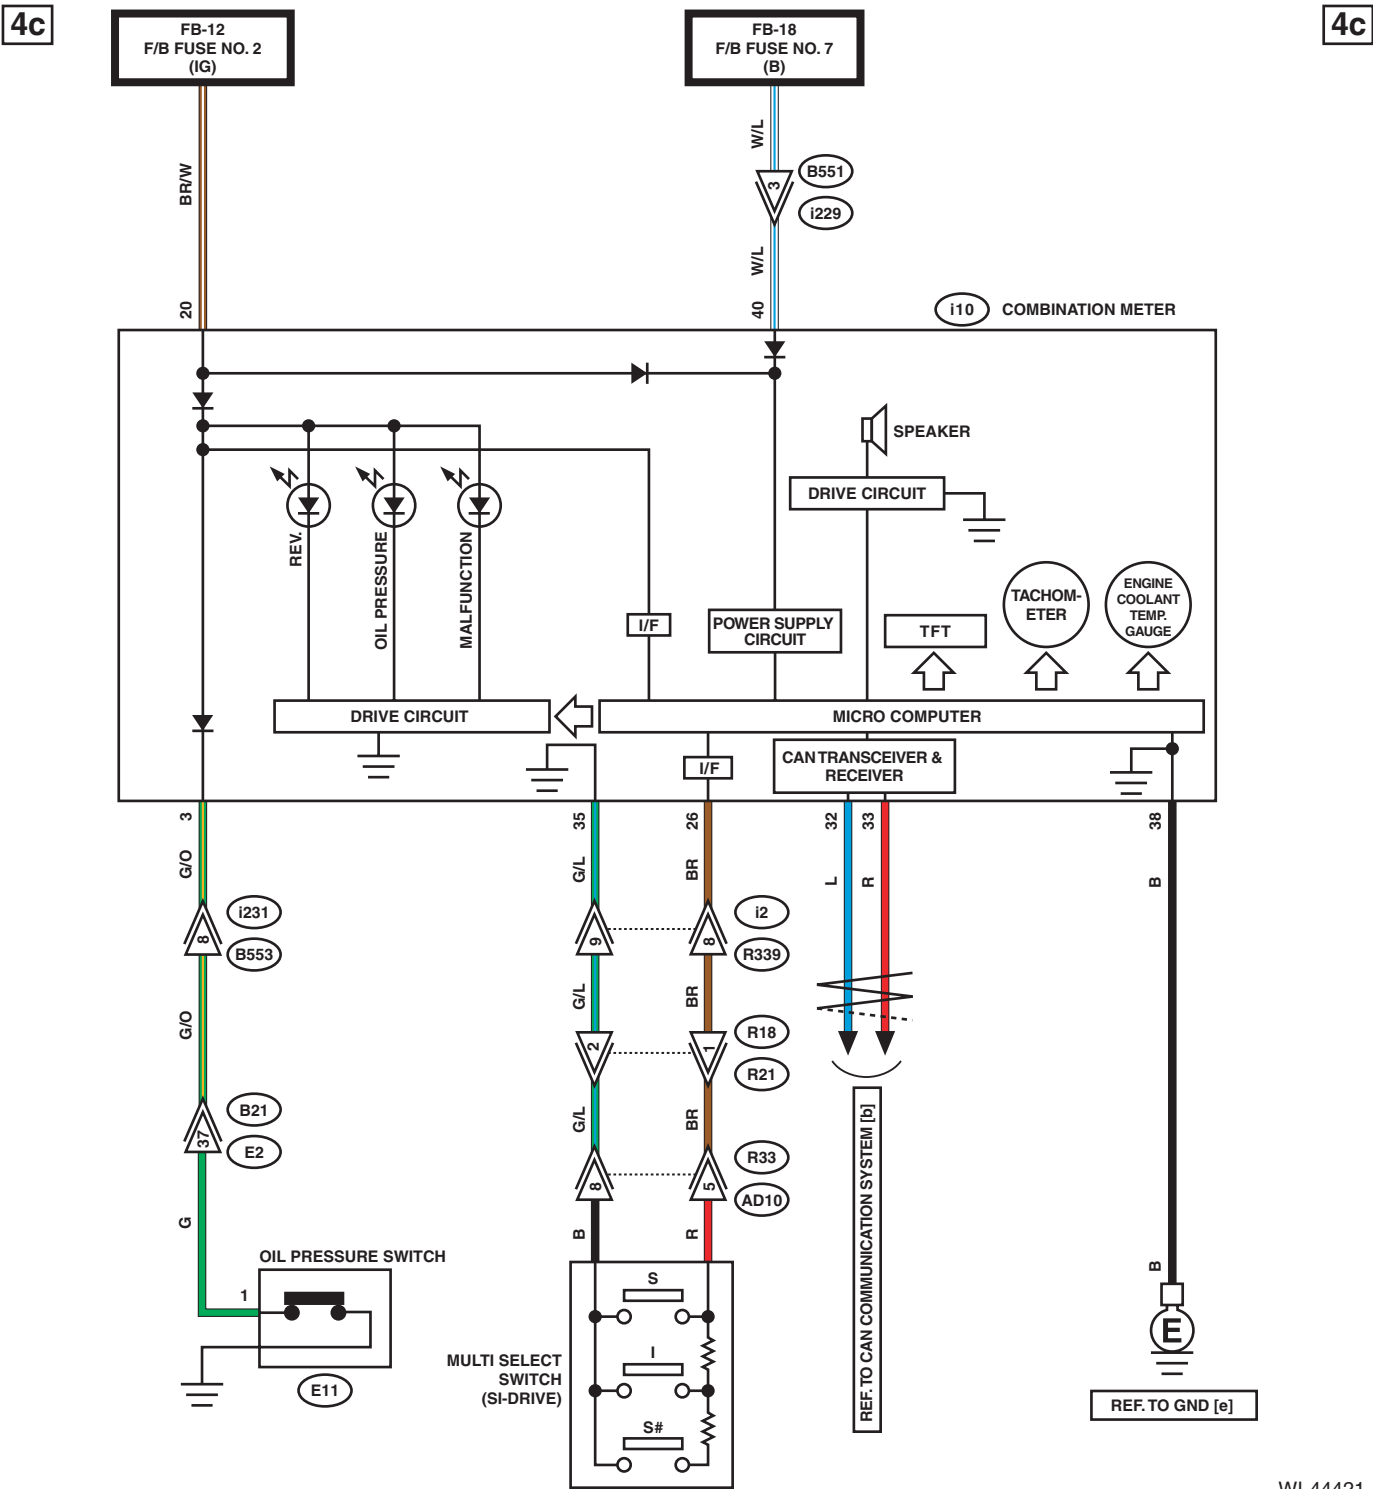 4c
4c
FB-12
F/B FUSE NO. 2
(IG)
FB-18
F/B FUSE NO. 7
(B)
BR/W
W/L
3
B551
i229
W/L
20
40
i10 COMBINATION METER
SPEAKER
DRIVE CIRCUIT
REV.
OIL PRESSURE
MALFUNCTION
I/F
POWER SUPPLY
CIRCUIT
TFT
TACHOM-
ETER
ENGINE
COOLANT
TEMP.
GAUGE
DRIVE CIRCUIT
MICRO COMPUTER
I/F
CAN TRANSCEIVER &
RECEIVER
3
35
26
32
33
38
G/O
G/L
BR
L
R
B
8
i231
B553
9
8
i2
R339
G/O
G/L
BR
2
1
R18
R21
G/L
BR
37
B21
E2
8
5
R33
AD10
G
B
R
B
OIL PRESSURE SWITCH
1
E11
MULTI SELECT
SWITCH
(SI-DRIVE)
S
I
S#
REF. TO CAN COMMUNICATION SYSTEM [b]
E
REF. TO GND [e]